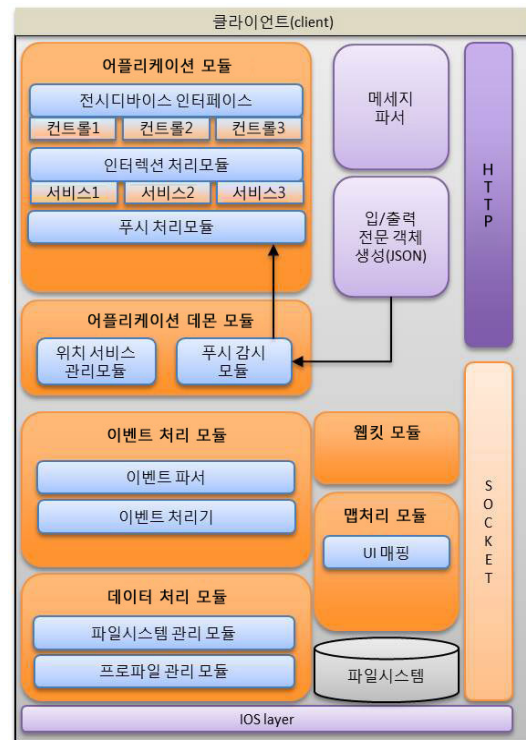 클라이언트(client)
어플리케이션 모듈
전시디바이스 인터페이스
컨트롤1
컨트롤2
컨트롤3
인터렉션 처리모듈
서비스1
서비스2
서비스3
푸시 처리모듈
메세지
파서
입/출력
전문 객체
생성(JSON)
HTTP
어플리케이션 데몬 모듈
위치 서비스
관리모듈
푸시 감시
모듈
이벤트 처리 모듈
이벤트 파서
이벤트 처리기
웹킷 모듈
맵처리 모듈
UI 매핑
SOCKET
데이터 처리 모듈
파일시스템 관리 모듈
프로파일 관리 모듈
파일시스템
IOS layer